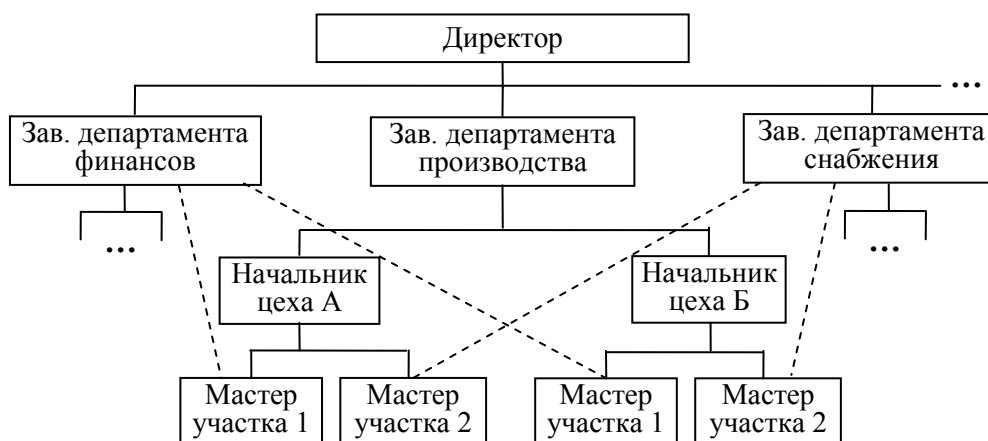 Директор
...
Зав. департамента
финансов
Зав. департамента
производства
Зав. департамента
снабжения
...
...
Начальник
цеха А
Начальник
цеха Б
Мастер
участка 1
Мастер
участка 2
Мастер
участка 1
Мастер
участка 2